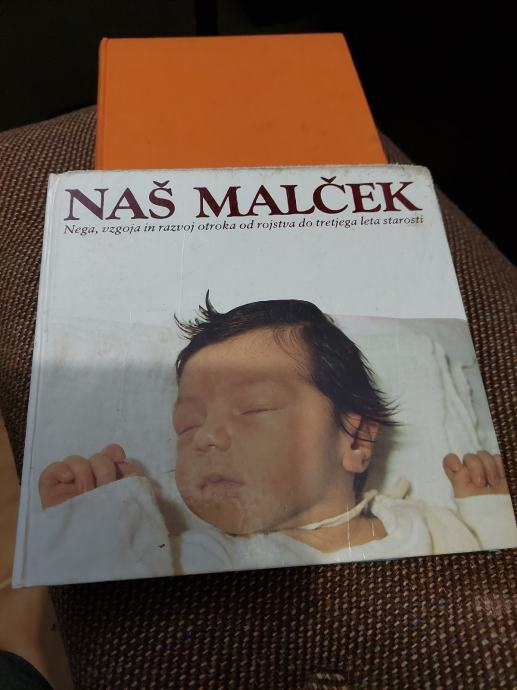 NAŠ MALČEK
Nega, vzgoja in razvoj otroka od rojstva do tretjega leta starosti